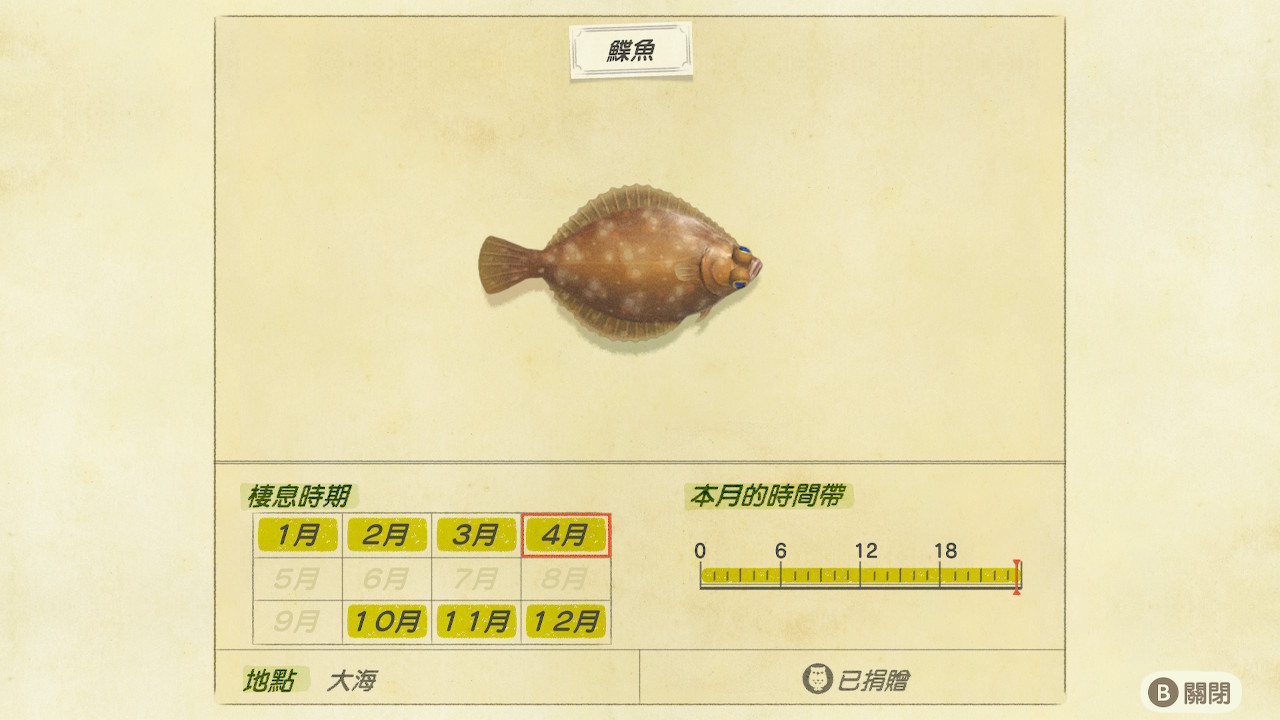 鰈魚
棲息時期
1月 2月 3月 4月
5月 6月 7月 8月
9月 10月 11月 12月
本月的時間帶
0 6 12 18
地點 大海
已捐贈
B 關閉